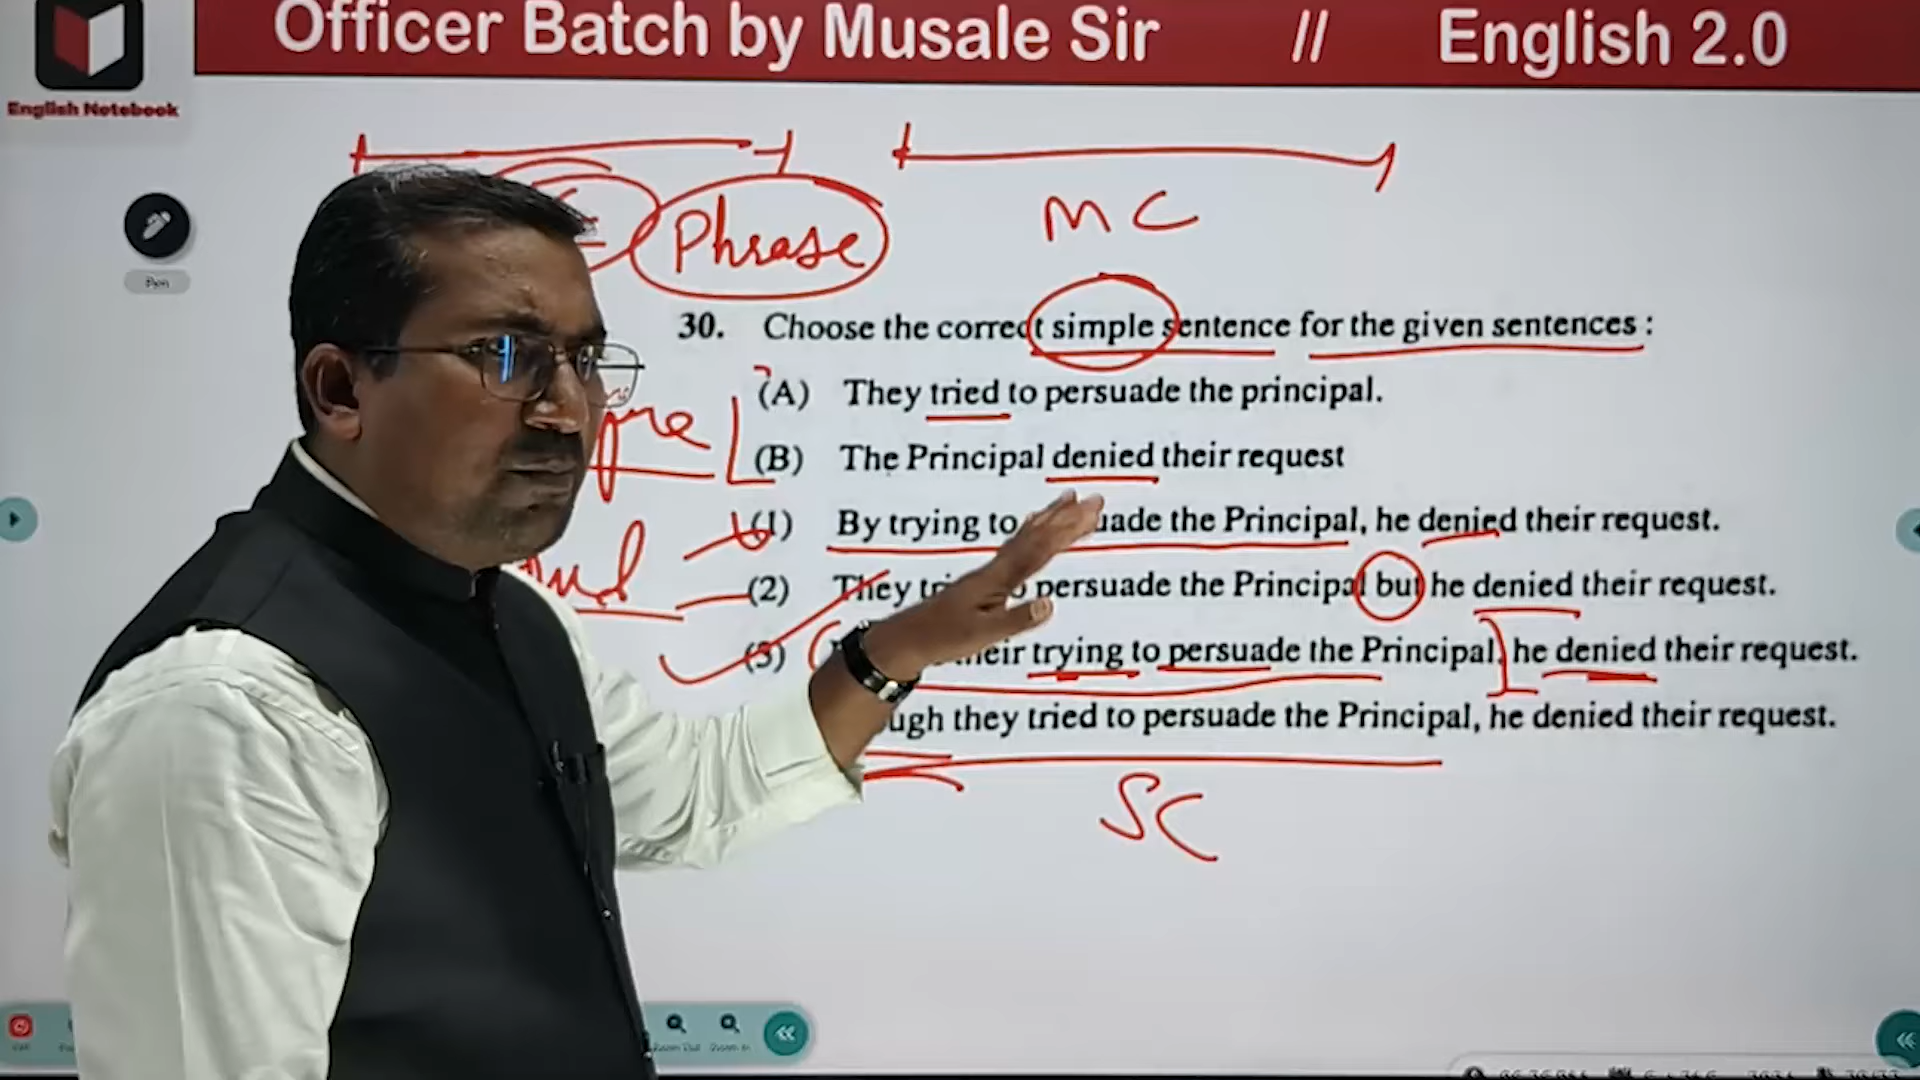 Officer Batch by Musale Sir // English 2.0
English Notebook
Pen
Phrase
MC
30. Choose the correct simple sentence for the given sentences :
(A) They tried to persuade the principal.
(B) The Principal denied their request
(1) By trying to the Principal, he denied their request.
(2) They to persuade the Principal but he denied their request.
(3) their trying to persuade the Principal, he denied their request.
they tried to persuade the Principal, he denied their request.
SC